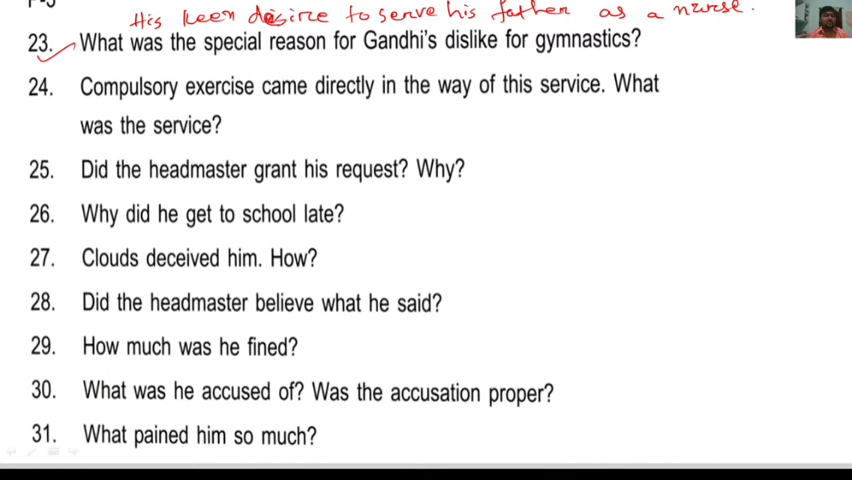 His keen desire to serve his father as a nurse.
23. What was the special reason for Gandhi's dislike for gymnastics?
24. Compulsory exercise came directly in the way of this service. What
was the service?
25. Did the headmaster grant his request? Why?
26. Why did he get to school late?
27. Clouds deceived him. How?
28. Did the headmaster believe what he said?
29. How much was he fined?
30. What was he accused of? Was the accusation proper?
31. What pained him so much?